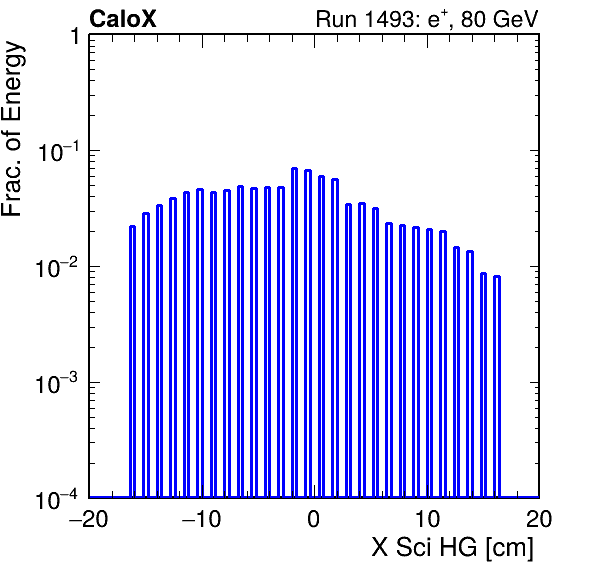 CaloX Run 1493: e⁺, 80 GeV
Frac. of Energy
1
10⁻¹
10⁻²
10⁻³
10⁻⁴
−20 −10 0 10 20
X Sci HG [cm]